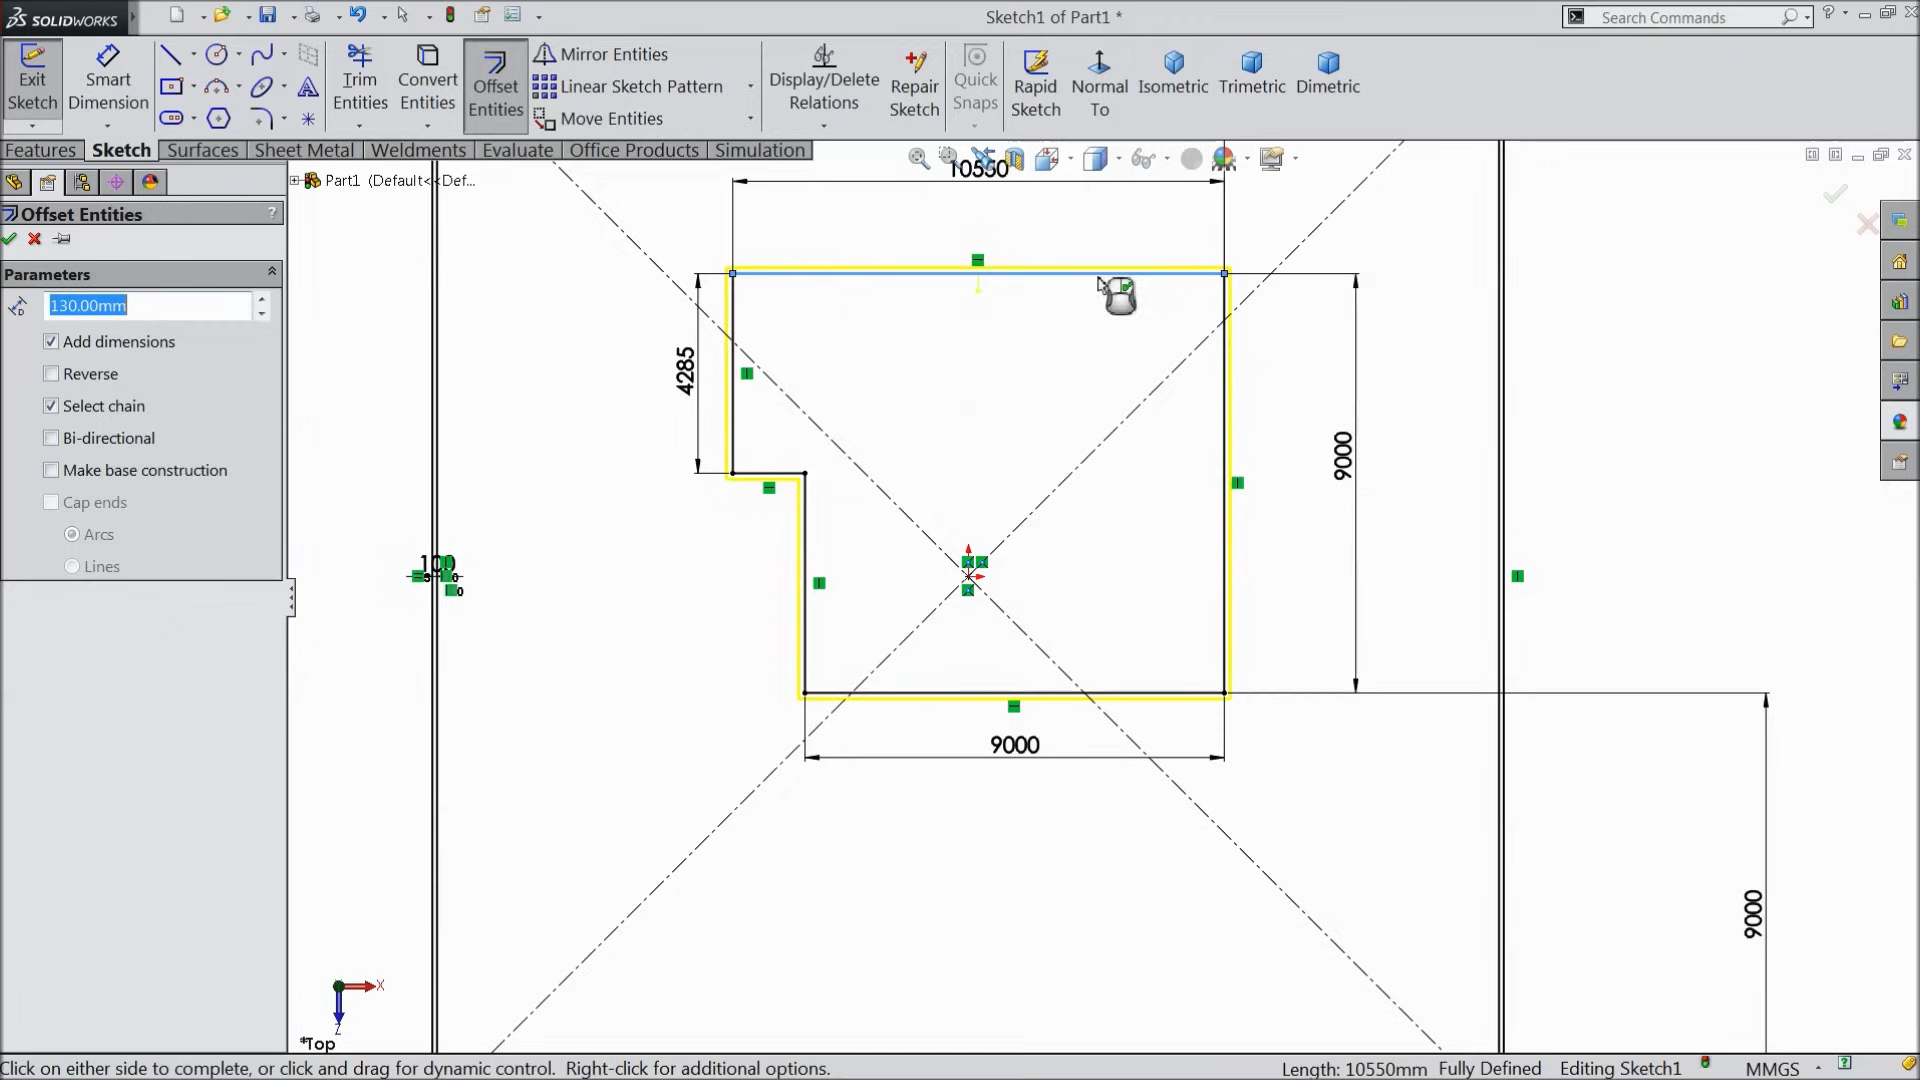 SOLIDWORKS
Sketch1 of Part1 *
Search Commands
Exit Sketch
Smart Dimension
Trim Entities
Convert Entities
Offset Entities
Mirror Entities
Linear Sketch Pattern
Move Entities
Display/Delete Relations
Repair Sketch
Quick Snaps
Rapid Sketch
Normal To
Isometric
Trimetric
Dimetric
Features
Sketch
Surfaces
Sheet Metal
Weldments
Evaluate
Office Products
Simulation
Part1 (Default<<Def...
Offset Entities
?
Parameters
130.00mm
Add dimensions
Reverse
Select chain
Bi-directional
Make base construction
Cap ends
Arcs
Lines
10550
4285
9000
9000
9000
X
Z
*Top
Click on either side to complete, or click and drag for dynamic control. Right-click for additional options.
Length: 10550mm
Fully Defined
Editing Sketch1
MMGS